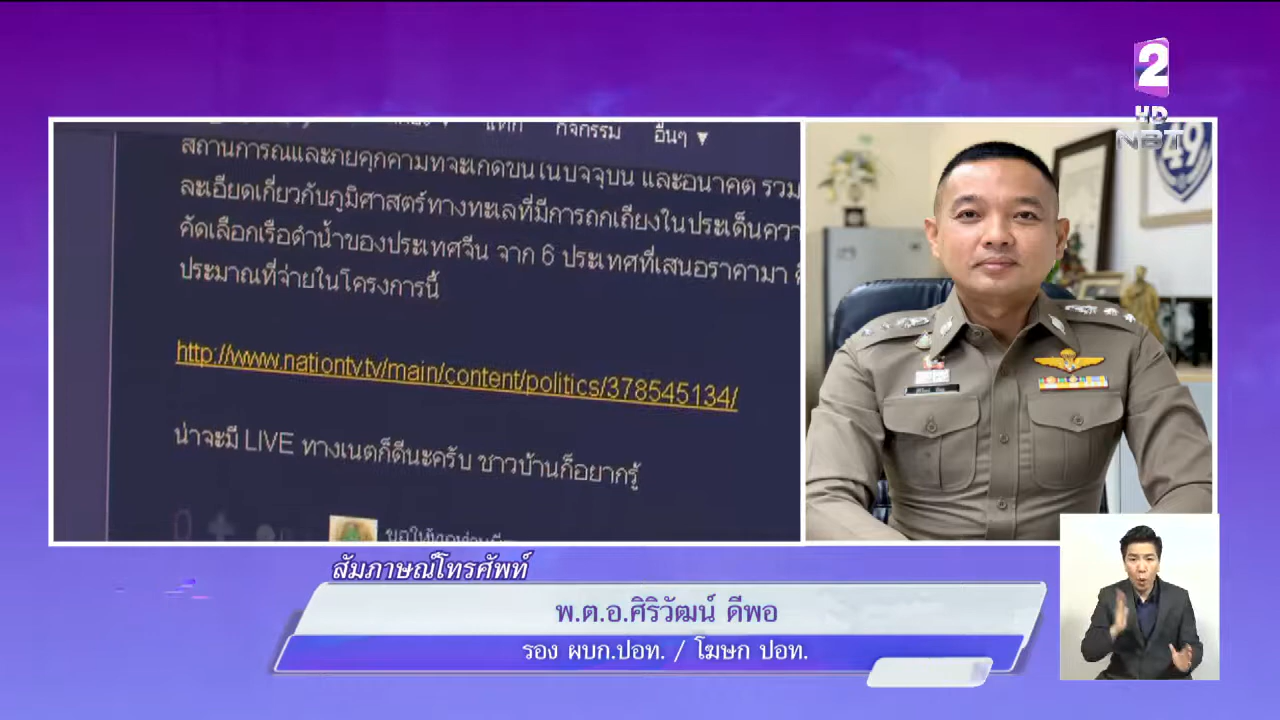 2
HD
NBT
49
กิจกรรม อื่นๆ ▼
สถานการณ์และภัยคุกคามที่จะเกิดขึ้นในปัจจุบัน และอนาคต รวม
ละเอียดเกี่ยวกับภูมิศาสตร์ทางทะเลที่มีการถกเถียงในประเด็นควา
คัดเลือกเรือดำน้ำของประเทศจีน จาก 6 ประเทศที่เสนอราคามา
ประมาณที่จ่ายในโครงการนี้
http://www.nationtv.tv/main/content/politics/378545134/
น่าจะมี LIVE ทางเนตก็ดีนะครับ ชาวบ้านก็อยากรู้
สัมภาษณ์โทรศัพท์
พ.ต.อ.ศิริวัฒน์ ดีพอ
รอง ผบก.ปอท. / โฆษก ปอท.